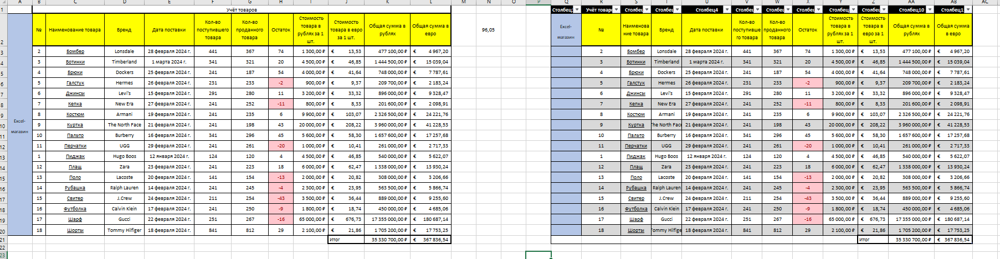 A B C D E F G H I J K L M N O P Q R S T U V W X Y Z AA AB AC
1 Учёт товаров Столбец1 Учёт товаро Столбец Столбец Столбец4 Столбец Столбец Столбец Столбец Столбец Столбец10 Столбец1
2 Excel-магазин № Наименование товара Бренд Дата поставки Кол-во поступившего товара Кол-во проданного товара Остаток Стоимость товара в рублях за 1 шт. Стоимость товара в евро за 1 шт. Общая сумма в рублях Общая сумма в евро 96,05 Excel-магазин № Наименование товара Бренд Дата поставки Кол-во поступившего товара Кол-во проданного товара Остаток Стоимость товара в рублях за 1 шт. Стоимость товара в евро за 1 шт. Общая сумма в рублях Общая сумма в евро
3 2 Бомбер Lonsdale 28 февраля 2024 г. 441 367 74 1 300,00 ₽ € 13,53 477 100,00 ₽ € 4 967,20 2 Бомбер Lonsdale 28 февраля 2024 г. 441 367 74 1 300,00 ₽ € 13,53 477 100,00 ₽ € 4 967,20
4 3 Ботинки Timberland 1 марта 2024 г. 341 321 20 4 500,00 ₽ € 46,85 1 444 500,00 ₽ € 15 039,04 3 Ботинки Timberland 1 марта 2024 г. 341 321 20 4 500,00 ₽ € 46,85 1 444 500,00 ₽ € 15 039,04
5 4 Брюки Dockers 25 февраля 2024 г. 241 187 54 4 000,00 ₽ € 41,64 748 000,00 ₽ € 7 787,61 4 Брюки Dockers 25 февраля 2024 г. 241 187 54 4 000,00 ₽ € 41,64 748 000,00 ₽ € 7 787,61
6 5 Галстук Hermes 26 февраля 2024 г. 231 233 -2 900,00 ₽ € 9,37 209 700,00 ₽ € 2 183,24 5 Галстук Hermes 26 февраля 2024 г. 231 233 -2 900,00 ₽ € 9,37 209 700,00 ₽ € 2 183,24
7 6 Джинсы Levi's 15 февраля 2024 г. 291 280 11 3 200,00 ₽ € 33,32 896 000,00 ₽ € 9 328,47 6 Джинсы Levi's 15 февраля 2024 г. 291 280 11 3 200,00 ₽ € 33,32 896 000,00 ₽ € 9 328,47
8 7 Кепка New Era 27 февраля 2024 г. 241 252 -11 800,00 ₽ € 8,33 201 600,00 ₽ € 2 098,91 7 Кепка New Era 27 февраля 2024 г. 241 252 -11 800,00 ₽ € 8,33 201 600,00 ₽ € 2 098,91
9 8 Костюм Armani 19 февраля 2024 г. 241 235 6 9 900,00 ₽ € 103,07 2 326 500,00 ₽ € 24 221,76 8 Костюм Armani 19 февраля 2024 г. 241 235 6 9 900,00 ₽ € 103,07 2 326 500,00 ₽ € 24 221,76
10 9 Куртка The North Face 21 февраля 2024 г. 241 198 43 20 000,00 ₽ € 208,22 3 960 000,00 ₽ € 41 228,53 9 Куртка The North Face 21 февраля 2024 г. 241 198 43 20 000,00 ₽ € 208,22 3 960 000,00 ₽ € 41 228,53
11 10 Пальто Burberry 16 февраля 2024 г. 341 296 45 5 600,00 ₽ € 58,30 1 657 600,00 ₽ € 17 257,68 10 Пальто Burberry 16 февраля 2024 г. 341 296 45 5 600,00 ₽ € 58,30 1 657 600,00 ₽ € 17 257,68
12 11 Перчатки UGG 29 февраля 2024 г. 241 261 -20 1 000,00 ₽ € 10,41 261 000,00 ₽ € 2 717,33 11 Перчатки UGG 29 февраля 2024 г. 241 261 -20 1 000,00 ₽ € 10,41 261 000,00 ₽ € 2 717,33
13 1 Пиджак Hugo Boos 12 января 2024 г. 124 120 4 4 500,00 ₽ € 46,85 540 000,00 ₽ € 5 622,07 1 Пиджак Hugo Boos 12 января 2024 г. 124 120 4 4 500,00 ₽ € 46,85 540 000,00 ₽ € 5 622,07
14 12 Плащ Zara 23 февраля 2024 г. 241 223 18 6 000,00 ₽ € 62,47 1 338 000,00 ₽ € 13 930,24 12 Плащ Zara 23 февраля 2024 г. 241 223 18 6 000,00 ₽ € 62,47 1 338 000,00 ₽ € 13 930,24
15 13 Поло Lacoste 20 февраля 2024 г. 141 154 -13 2 000,00 ₽ € 20,82 308 000,00 ₽ € 3 206,66 13 Поло Lacoste 20 февраля 2024 г. 141 154 -13 2 000,00 ₽ € 20,82 308 000,00 ₽ € 3 206,66
16 14 Рубашка Ralph Lauren 14 февраля 2024 г. 241 245 -4 2 300,00 ₽ € 23,95 563 500,00 ₽ € 5 866,74 14 Рубашка Ralph Lauren 14 февраля 2024 г. 241 245 -4 2 300,00 ₽ € 23,95 563 500,00 ₽ € 5 866,74
17 15 Свитер J.Crew 24 февраля 2024 г. 211 254 -43 3 500,00 ₽ € 36,44 889 000,00 ₽ € 9 255,60 15 Свитер J.Crew 24 февраля 2024 г. 211 254 -43 3 500,00 ₽ € 36,44 889 000,00 ₽ € 9 255,60
18 16 Футболка Calvin Klein 17 февраля 2024 г. 241 250 -9 1 800,00 ₽ € 18,74 450 000,00 ₽ € 4 685,06 16 Футболка Calvin Klein 17 февраля 2024 г. 241 250 -9 1 800,00 ₽ € 18,74 450 000,00 ₽ € 4 685,06
19 17 Шарф Gucci 22 февраля 2024 г. 251 267 -16 65 000,00 ₽ € 676,73 17 355 000,00 ₽ € 180 687,14 17 Шарф Gucci 22 февраля 2024 г. 251 267 -16 65 000,00 ₽ € 676,73 17 355 000,00 ₽ € 180 687,14
20 18 Шорты Tommy Hilfiger 18 февраля 2024 г. 841 812 29 2 100,00 ₽ € 21,86 1 705 200,00 ₽ € 17 753,25 18 Шорты Tommy Hilfige 18 февраля 2024 г. 841 812 29 2 100,00 ₽ € 21,86 1 705 200,00 ₽ € 17 753,25
21 Итог 35 330 700,00 ₽ € 367 836,54 Итог 35 330 700,00 ₽ € 367 836,54
22
23